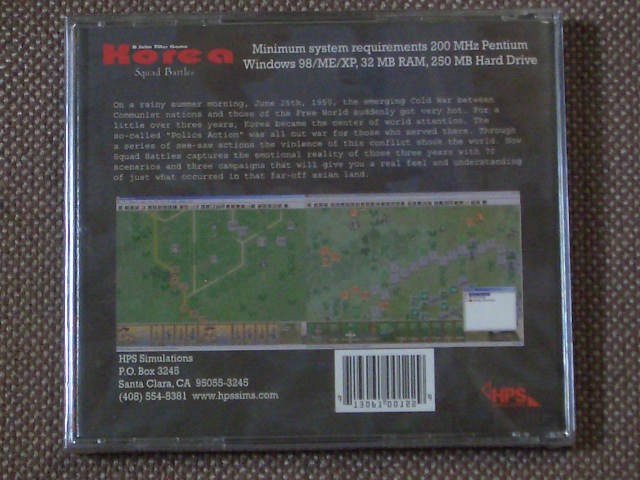 A John Tiller Game
Korea
Squad Battles
Minimum system requirements 200 MHz Pentium
Windows 98/ME/XP, 32 MB RAM, 250 MB Hard Drive
On a rainy summer morning, June 25th, 1950, the emerging Cold War between
Communist nations and those of the Free World suddenly got very hot. For a
little over three years, Korea became the center of world attention. The
so-called "Police Action" was all out war for those who served there. Through
a series of see-saw actions the violence of this conflict shook the world. Now
Squad Battles captures the emotional reality of those three years with 72
scenarios and three campaigns that will give you a real feel and understanding
of just what occurred in that far-off asian land.
HPS Simulations
P.O. Box 3245
Santa Clara, CA 95055-3245
(408) 554-8381 www.hpssims.com
HPS